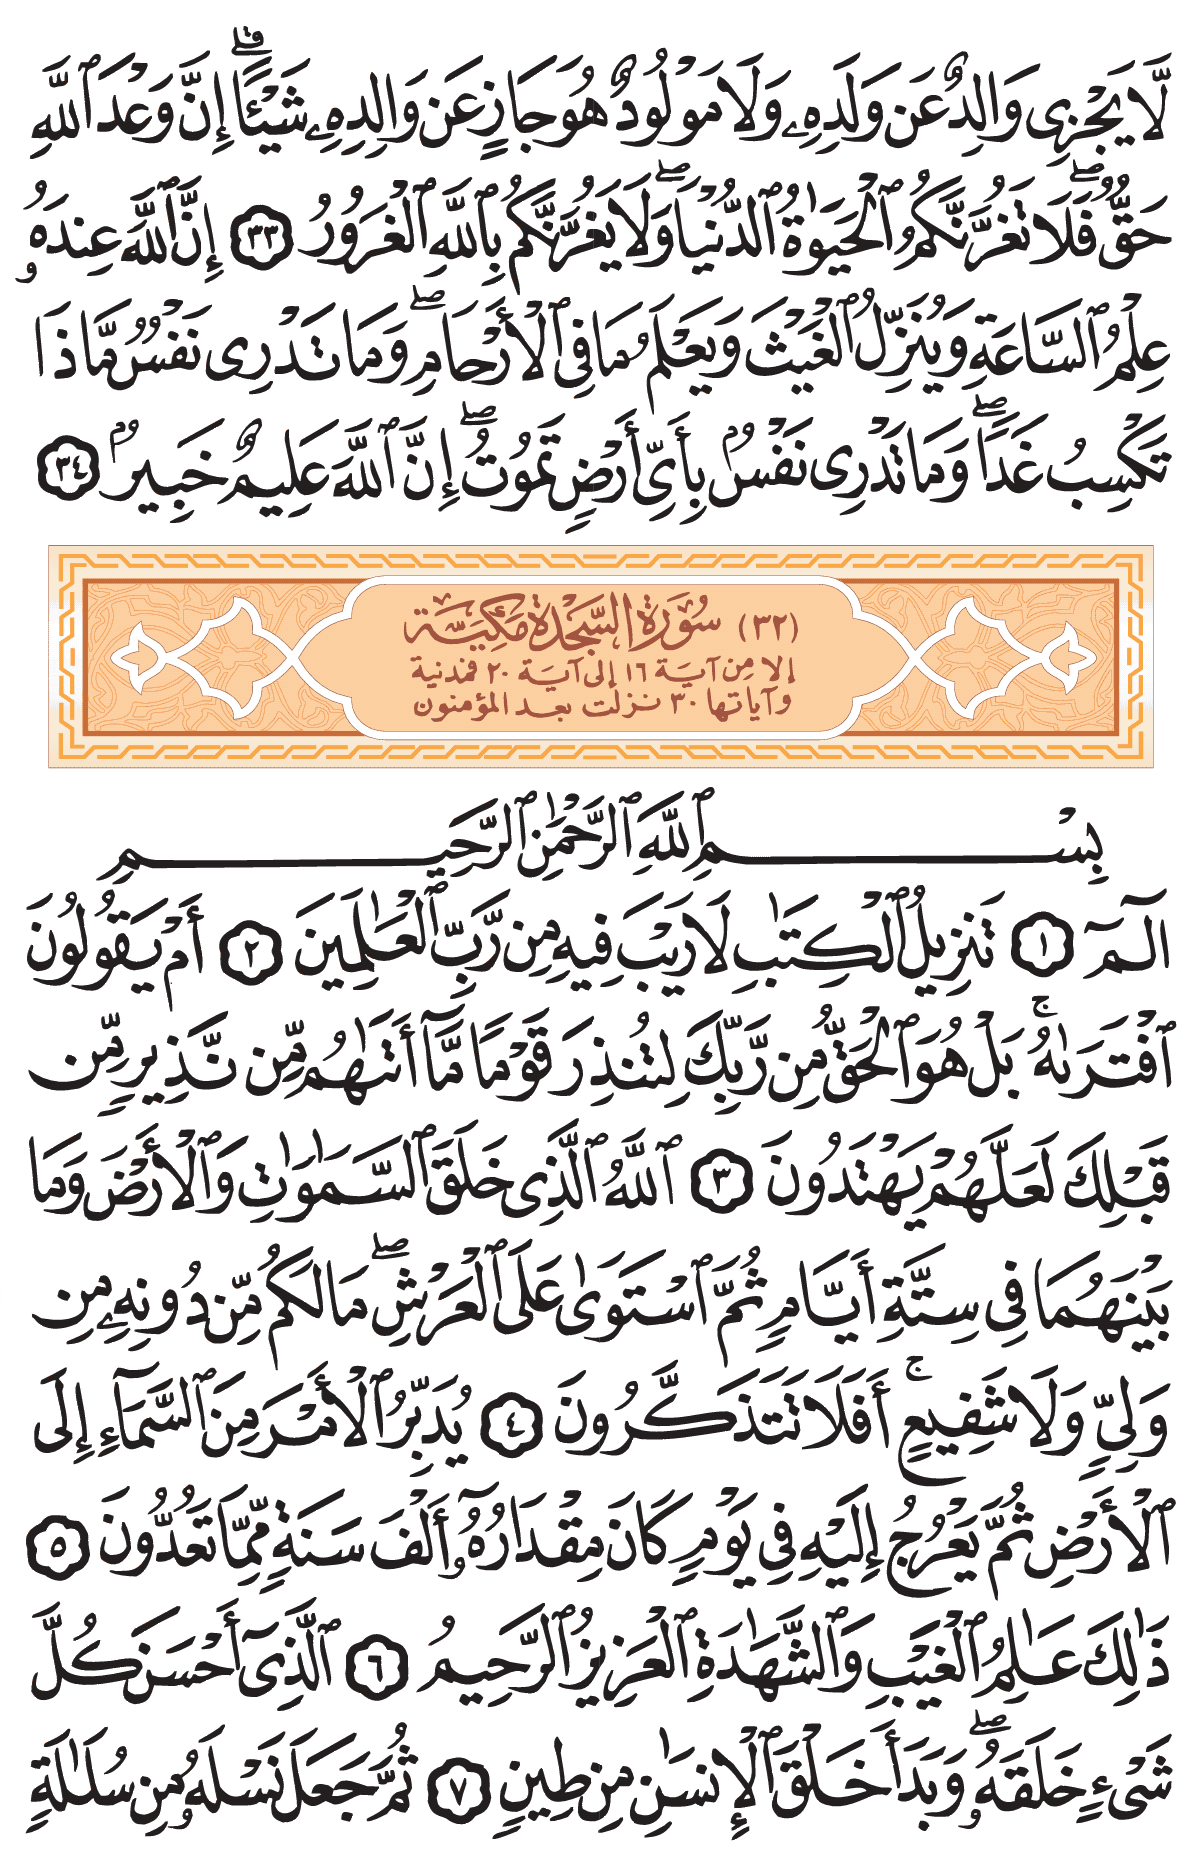 لَّا يَجْزِى وَالِدٌ عَن وَلَدِهِۦ وَلَا مَوْلُودٌ هُوَ جَازٍ عَن وَالِدِهِۦ شَيْـًٔا ۗ إِنَّ وَعْدَ ٱللَّهِ
حَقٌّ ۖ فَلَا تَغُرَّنَّكُمُ ٱلْحَيَوٰةُ ٱلدُّنْيَا وَلَا يَغُرَّنَّكُم بِٱللَّهِ ٱلْغَرُورُ ٣٣ إِنَّ ٱللَّهَ عِندَهُۥ
عِلْمُ ٱلسَّاعَةِ وَيُنَزِّلُ ٱلْغَيْثَ وَيَعْلَمُ مَا فِى ٱلْأَرْحَامِ ۖ وَمَا تَدْرِى نَفْسٌ مَّاذَا
تَكْسِبُ غَدًا ۖ وَمَا تَدْرِى نَفْسٌۢ بِأَىِّ أَرْضٍ تَمُوتُ ۖ إِنَّ ٱللَّهَ عَلِيمٌ خَبِيرٌۢ ٣٤
(٣٢) سُورَة السَّجْدَة مَكِيَّة
إلا مِن آيَة ١٦ إلى آيَة ٢٠ فمدنية
وآياتها ٣٠ نزلت بعد المؤمنون
بِسْمِ ٱللَّهِ ٱلرَّحْمَٰنِ ٱلرَّحِيمِ
الٓمٓ ١ تَنزِيلُ ٱلْكِتَٰبِ لَا رَيْبَ فِيهِ مِن رَّبِّ ٱلْعَٰلَمِينَ ٢ أَمْ يَقُولُونَ
ٱفْتَرَىٰهُ ۚ بَلْ هُوَ ٱلْحَقُّ مِن رَّبِّكَ لِتُنذِرَ قَوْمًا مَّآ أَتَىٰهُم مِّن نَّذِيرٍ مِّن
قَبْلِكَ لَعَلَّهُمْ يَهْتَدُونَ ٣ ٱللَّهُ ٱلَّذِى خَلَقَ ٱلسَّمَٰوَٰتِ وَٱلْأَرْضَ وَمَا
بَيْنَهُمَا فِى سِتَّةِ أَيَّامٍ ثُمَّ ٱسْتَوَىٰ عَلَى ٱلْعَرْشِ ۖ مَا لَكُم مِّن دُونِهِۦ مِن
وَلِىٍّ وَلَا شَفِيعٍ ۚ أَفَلَا تَتَذَكَّرُونَ ٤ يُدَبِّرُ ٱلْأَمْرَ مِنَ ٱلسَّمَآءِ إِلَى
ٱلْأَرْضِ ثُمَّ يَعْرُجُ إِلَيْهِ فِى يَوْمٍ كَانَ مِقْدَارُهُۥٓ أَلْفَ سَنَةٍ مِّمَّا تَعُدُّونَ ٥
ذَٰلِكَ عَٰلِمُ ٱلْغَيْبِ وَٱلشَّهَٰدَةِ ٱلْعَزِيزُ ٱلرَّحِيمُ ٦ ٱلَّذِىٓ أَحْسَنَ كُلَّ
شَىْءٍ خَلَقَهُۥ ۖ وَبَدَأَ خَلْقَ ٱلْإِنسَٰنِ مِن طِينٍ ٧ ثُمَّ جَعَلَ نَسْلَهُۥ مِن سُلَٰلَةٍ